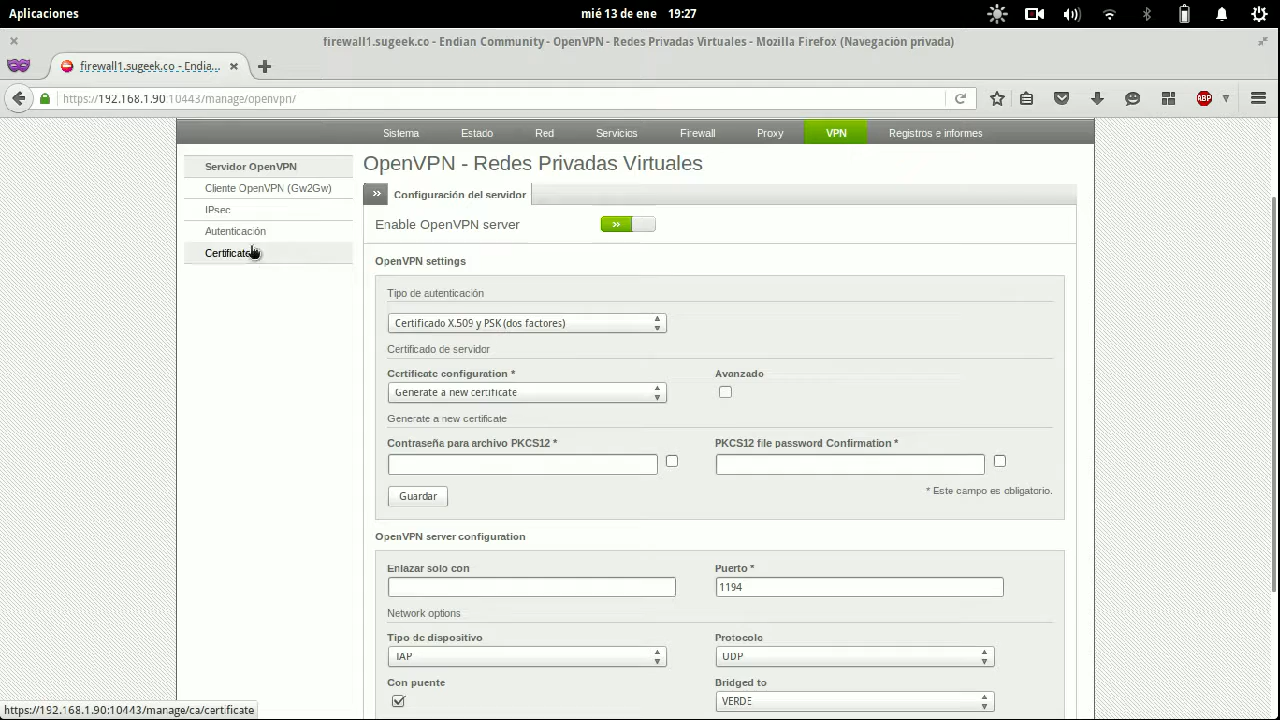 Aplicaciones
mié 13 de ene 19:27
firewall1.sugeek.co - Endian Community - OpenVPN - Redes Privadas Virtuales - Mozilla Firefox (Navegación privada)
firewall1.sugeek.co - Endia...
https://192.168.1.90:10443/manage/openvpn/
ABP
Sistema Estado Red Servicios Firewall Proxy VPN Registros e informes
Servidor OpenVPN
Cliente OpenVPN (Gw2Gw)
IPsec
Autenticación
Certificate
OpenVPN - Redes Privadas Virtuales
Configuración del servidor
Enable OpenVPN server
OpenVPN settings
Tipo de autenticación
Certificado X.509 y PSK (dos factores)
Certificado de servidor
Certificate configuration * Avanzado
Generate a new certificate
Generate a new certificate
Contraseña para archivo PKCS12 * PKCS12 file password Confirmation *
Guardar
* Este campo es obligatorio.
OpenVPN server configuration
Enlazar solo con Puerto *
1194
Network options
Tipo de dispositivo Protocolo
TAP UDP
Con puente Bridged to
VERDE
https://192.168.1.90:10443/manage/ca/certificate